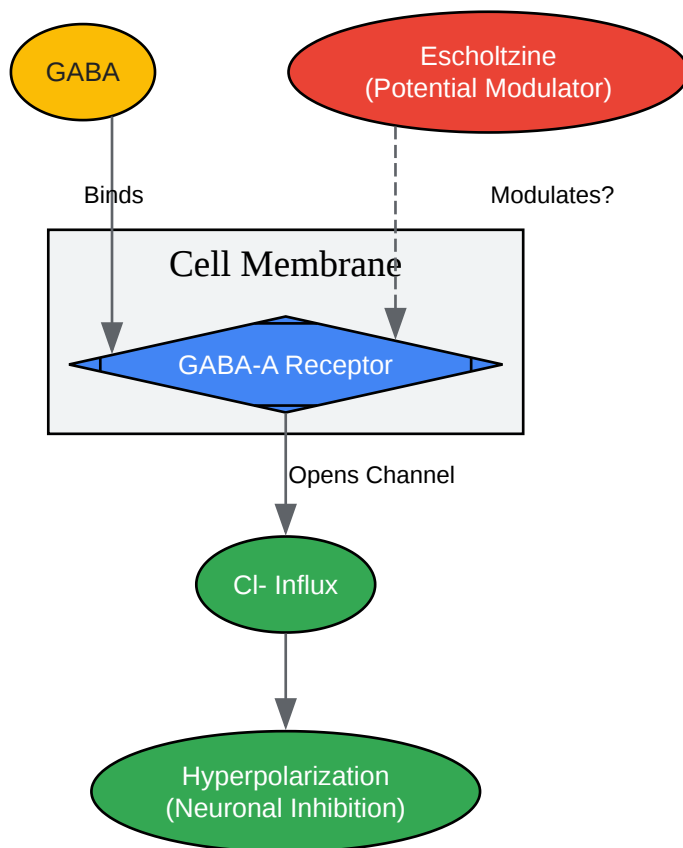 GABA
Escholtzine
(Potential Modulator)
Binds
Modulates?
Cell Membrane
GABA-A Receptor
Opens Channel
Cl- Influx
Hyperpolarization
(Neuronal Inhibition)